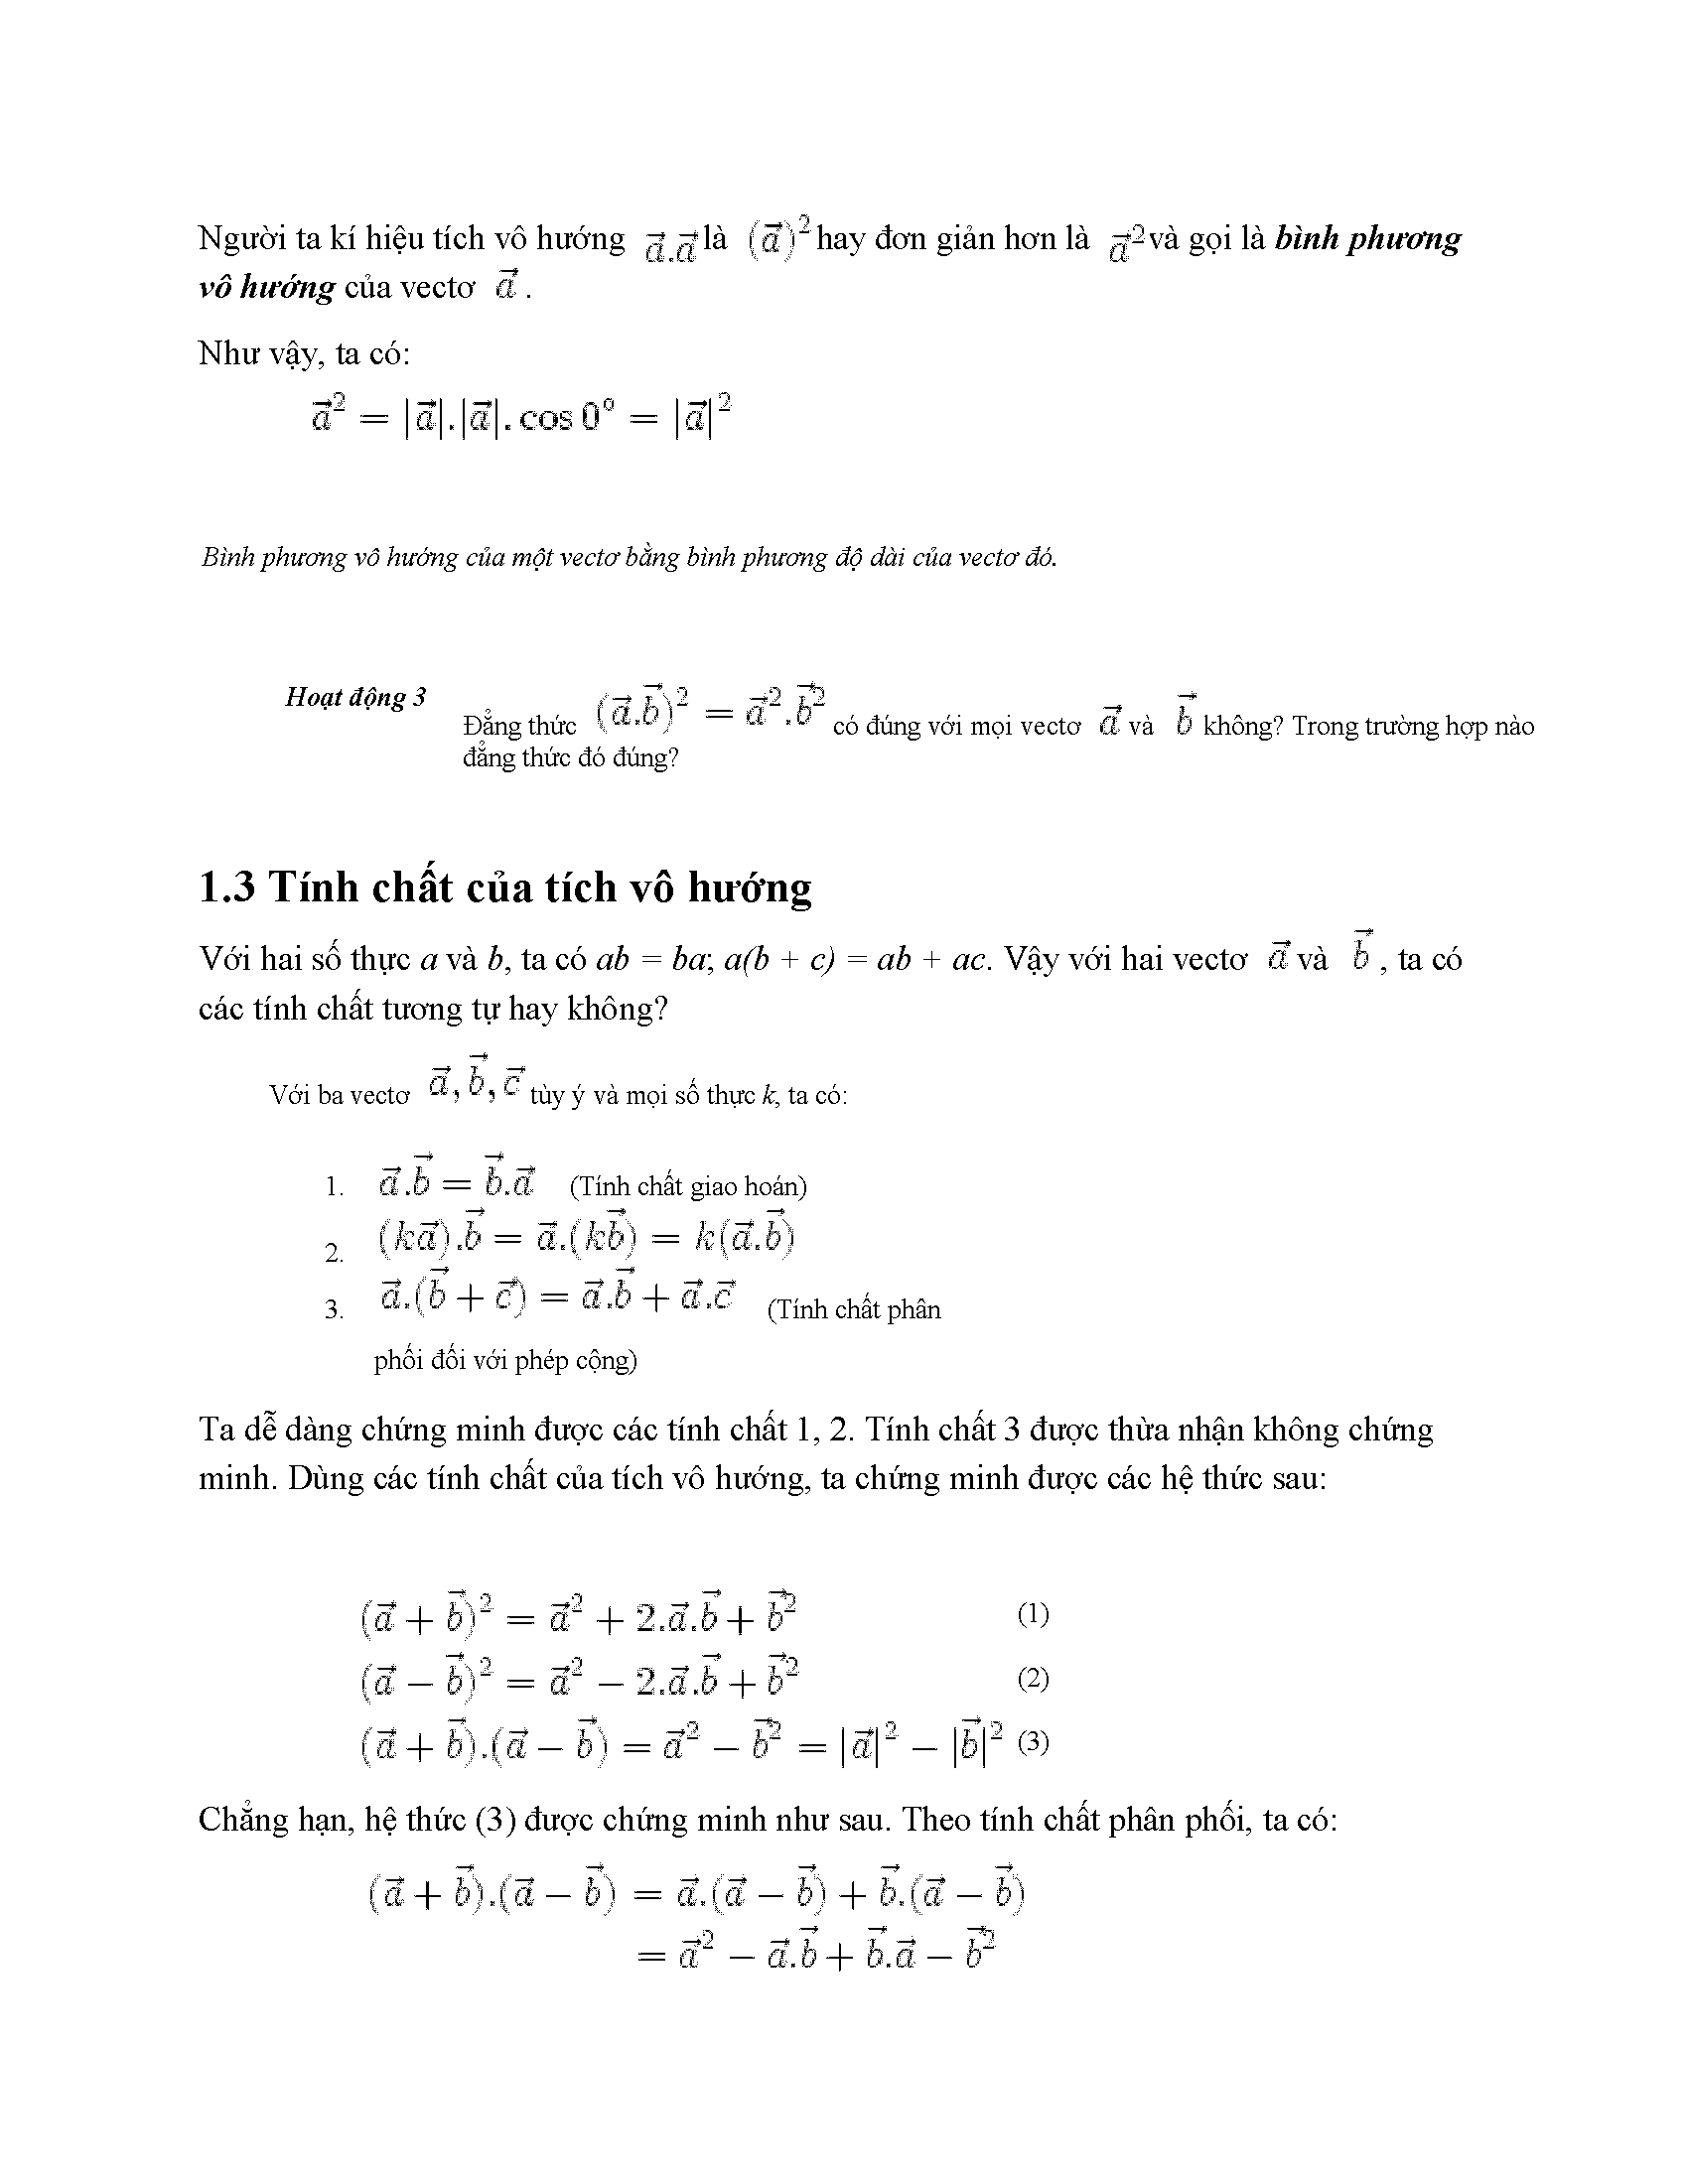 Người ta kí hiệu tích vô hướng $\vec{a}.\vec{a}$ là $(\vec{a})^2$ hay đơn giản hơn là $\vec{a}^2$ và gọi là bình phương
vô hướng của vectơ $\vec{a}$.
Như vậy, ta có:
$\vec{a}^2 = |\vec{a}|.|\vec{a}|.\cos 0^o = |\vec{a}|^2$
Bình phương vô hướng của một vectơ bằng bình phương độ dài của vectơ đó.
Hoạt động 3
Đẳng thức $(\vec{a}.\vec{b})^2 = \vec{a}^2.\vec{b}^2$ có đúng với mọi vectơ $\vec{a}$ và $\vec{b}$ không? Trong trường hợp nào
đẳng thức đó đúng?
1.3 Tính chất của tích vô hướng
Với hai số thực a và b, ta có ab = ba; a(b + c) = ab + ac. Vậy với hai vectơ $\vec{a}$ và $\vec{b}$, ta có
các tính chất tương tự hay không?
Với ba vectơ $\vec{a},\vec{b},\vec{c}$ tùy ý và mọi số thực k, ta có:
1. $\vec{a}.\vec{b} = \vec{b}.\vec{a}$ (Tính chất giao hoán)
2. $(k\vec{a}).\vec{b} = \vec{a}.(k\vec{b}) = k(\vec{a}.\vec{b})$
3. $\vec{a}.(\vec{b} + \vec{c}) = \vec{a}.\vec{b} + \vec{a}.\vec{c}$ (Tính chất phân
phối đối với phép cộng)
Ta dễ dàng chứng minh được các tính chất 1, 2. Tính chất 3 được thừa nhận không chứng
minh. Dùng các tính chất của tích vô hướng, ta chứng minh được các hệ thức sau:
$(\vec{a} + \vec{b})^2 = \vec{a}^2 + 2.\vec{a}.\vec{b} + \vec{b}^2$ (1)
$(\vec{a} - \vec{b})^2 = \vec{a}^2 - 2.\vec{a}.\vec{b} + \vec{b}^2$ (2)
$(\vec{a} + \vec{b}).(\vec{a} - \vec{b}) = \vec{a}^2 - \vec{b}^2 = |\vec{a}|^2 - |\vec{b}|^2$ (3)
Chẳng hạn, hệ thức (3) được chứng minh như sau. Theo tính chất phân phối, ta có:
$(\vec{a} + \vec{b}).(\vec{a} - \vec{b}) = \vec{a}.(\vec{a} - \vec{b}) + \vec{b}.(\vec{a} - \vec{b})$
$= \vec{a}^2 - \vec{a}.\vec{b} + \vec{b}.\vec{a} - \vec{b}^2$